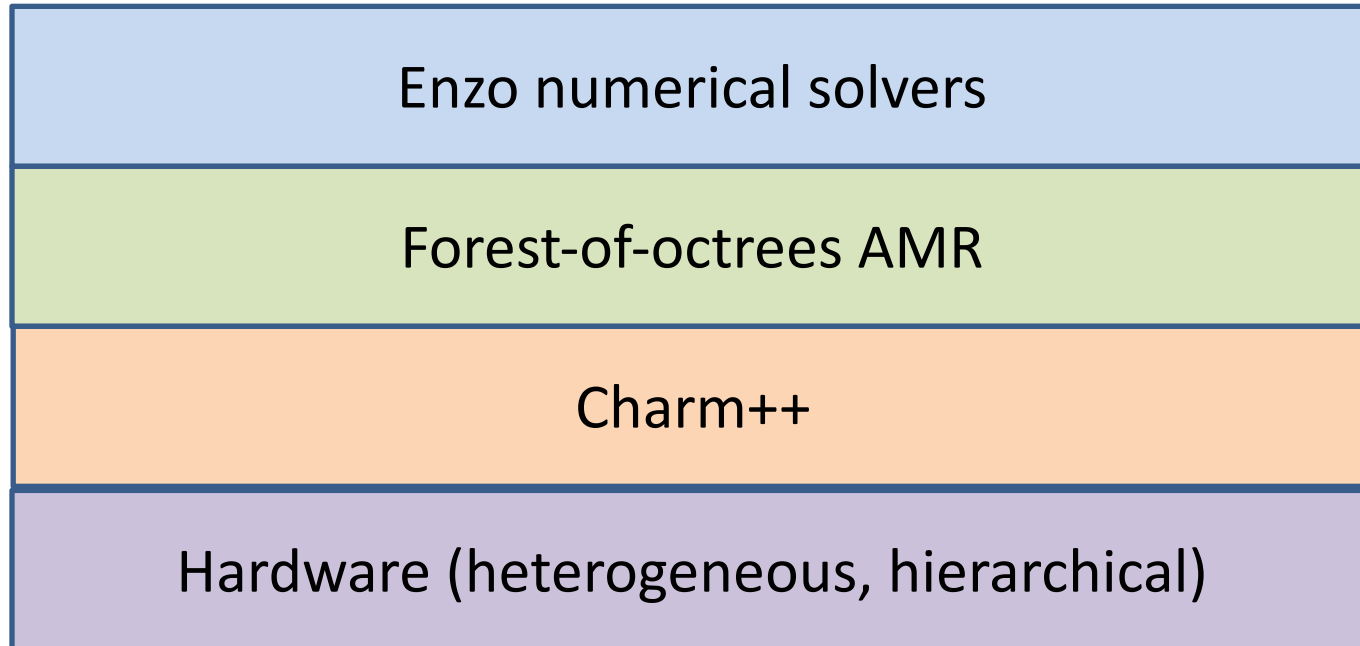 Enzo numerical solvers
Forest-of-octrees AMR
Charm++
Hardware (heterogeneous, hierarchical)